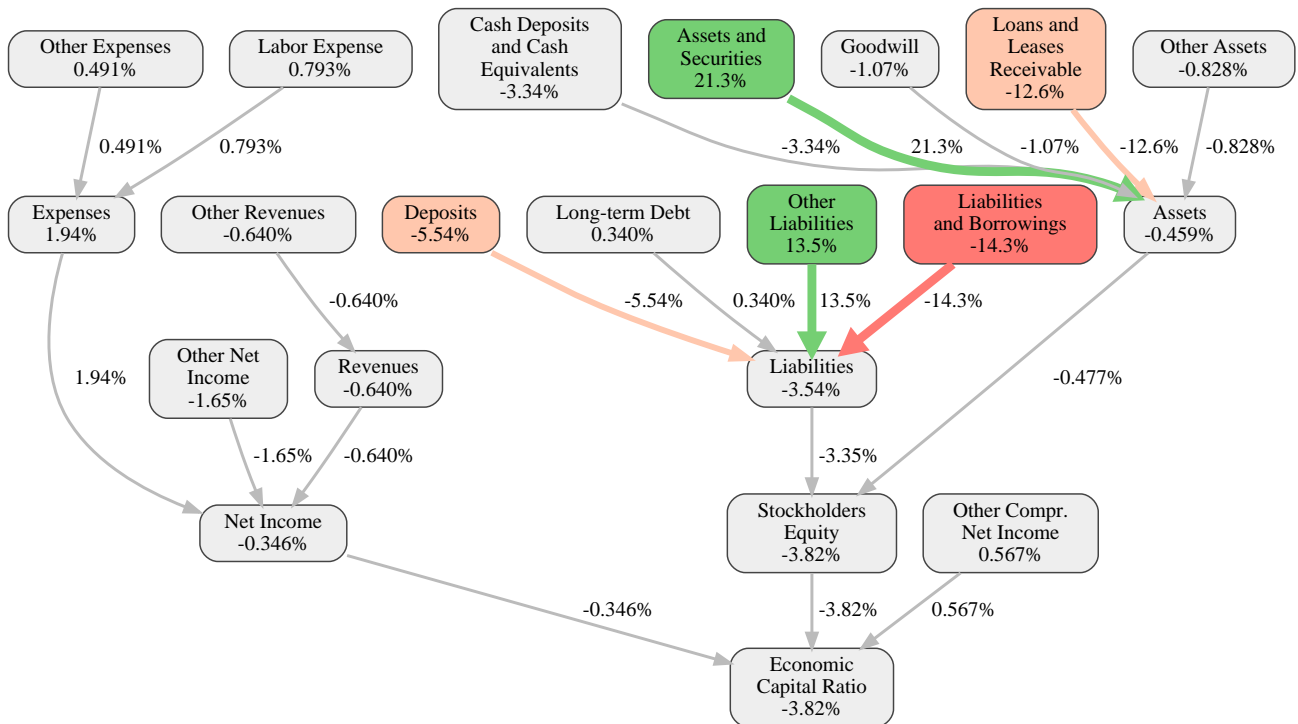 Other Expenses
0.491%
Labor Expense
0.793%
Cash Deposits
and Cash
Equivalents
-3.34%
Assets and
Securities
21.3%
Goodwill
-1.07%
Loans and
Leases
Receivable
-12.6%
Other Assets
-0.828%
0.491%
0.793%
-3.34%
21.3%
-1.07%
-12.6%
-0.828%
Expenses
1.94%
Other Revenues
-0.640%
Deposits
-5.54%
Long-term Debt
0.340%
Other
Liabilities
13.5%
Liabilities
and Borrowings
-14.3%
Assets
-0.459%
-0.640%
-5.54%
0.340%
13.5%
-14.3%
1.94%
Other Net
Income
-1.65%
Revenues
-0.640%
Liabilities
-3.54%
-0.477%
-1.65%
-0.640%
-3.35%
Net Income
-0.346%
Stockholders
Equity
-3.82%
Other Compr.
Net Income
0.567%
-0.346%
-3.82%
0.567%
Economic
Capital Ratio
-3.82%